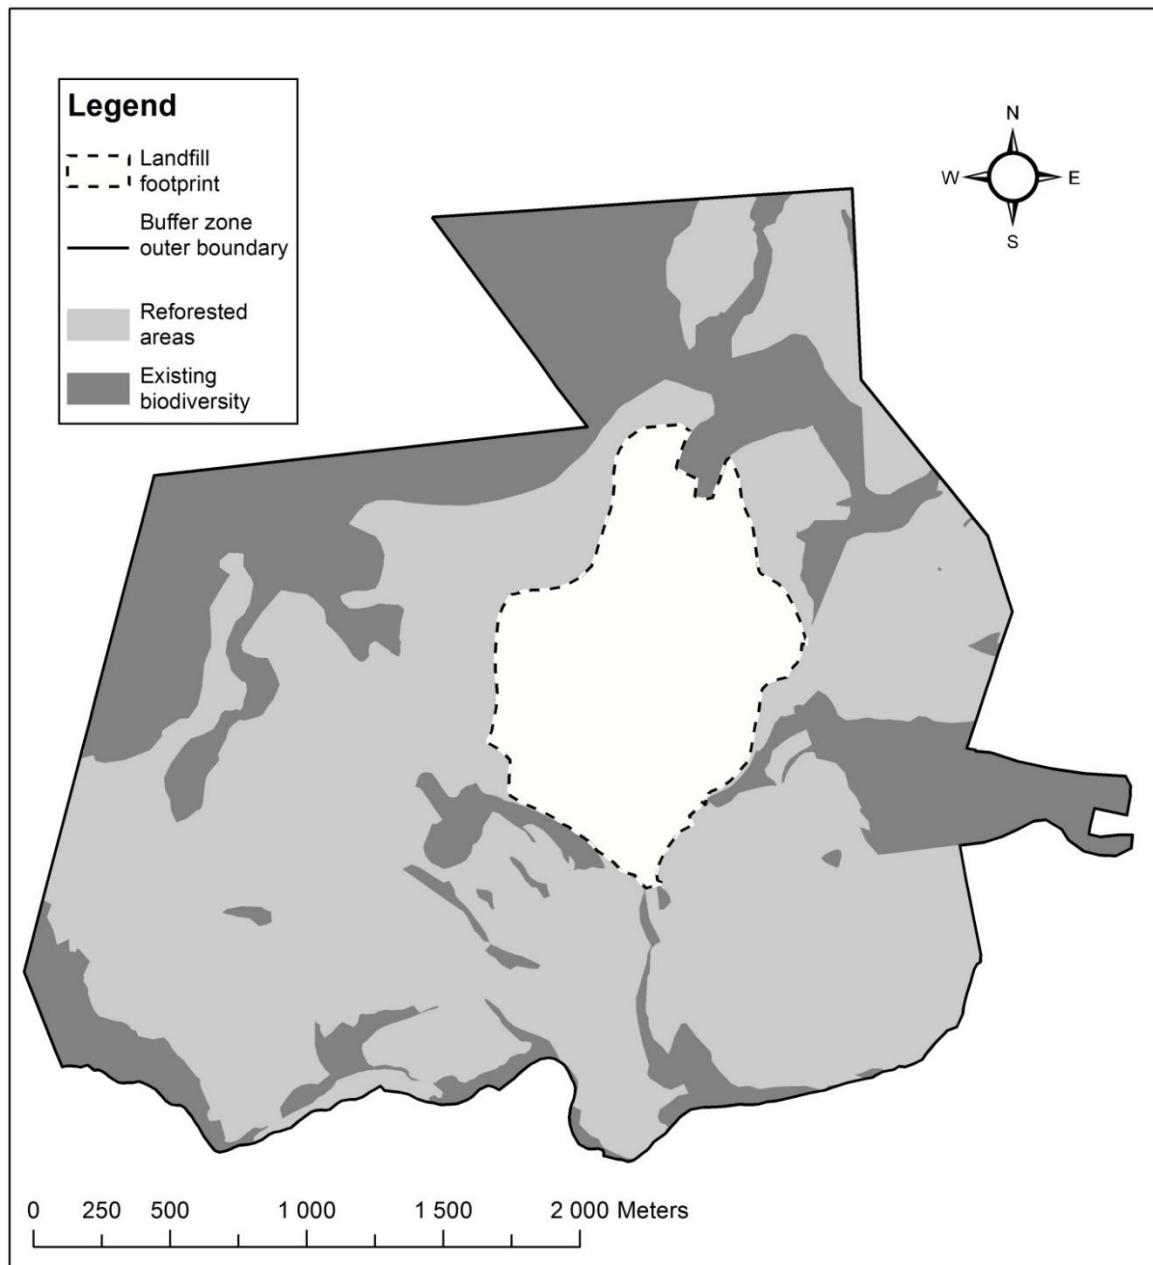 Legend
Landfill
footprint
Buffer zone
outer boundary
Reforested
areas
Existing
biodiversity
N
W E
S
0 250 500 1 000 1 500 2 000 Meters